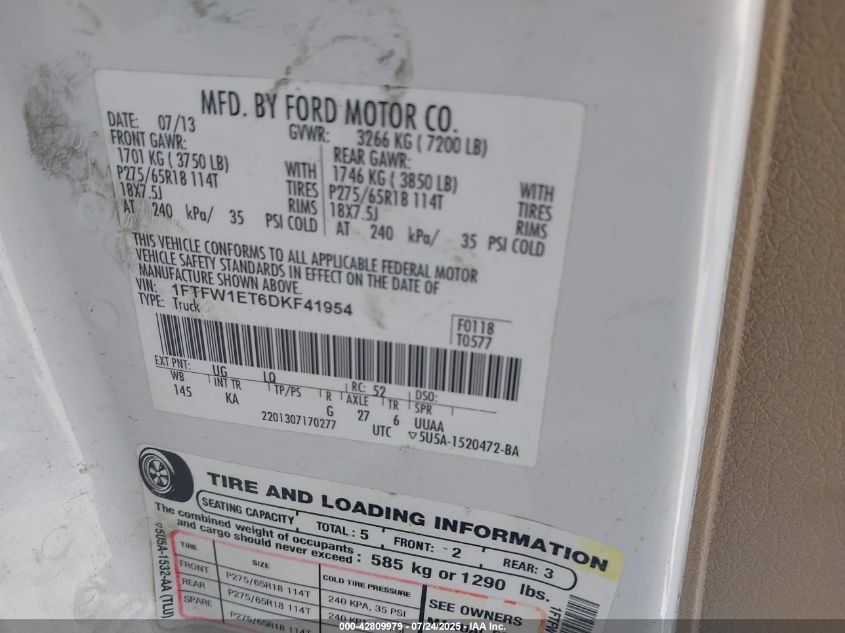 MFD. BY FORD MOTOR CO.
DATE: 07/13 GVWR: 3266 KG ( 7200 LB)
FRONT GAWR: REAR GAWR:
1701 KG ( 3750 LB) WITH 1746 KG ( 3850 LB) WITH
P275/65R18 114T TIRES P275/65R18 114T TIRES
18X7.5J RIMS 18X7.5J RIMS
AT 240 kPa/ 35 PSI COLD AT 240 kPa/ 35 PSI COLD
THIS VEHICLE CONFORMS TO ALL APPLICABLE FEDERAL MOTOR
VEHICLE SAFETY STANDARDS IN EFFECT ON THE DATE OF
MANUFACTURE SHOWN ABOVE.
VIN: 1FTFW1ET6DKF41954
TYPE: Truck
F0118
T0577
EXT PNT: UG LQ RC: 52 DSO:
WB INT TR TP/PS R AXLE TR SPR
145 KA G 27 6 UUAA
2201307170277 UTC ▽5U5A-1520472-BA
TIRE AND LOADING INFORMATION
SEATING CAPACITY TOTAL: 5 FRONT: 2 REAR: 3
The combined weight of occupants
and cargo should never exceed : 585 kg or 1290 lbs.
▽5U5A-1532-AA (TLU)
TIRE SIZE COLD TIRE PRESSURE SEE OWNERS
FRONT P275/65R18 114T 240 KPA, 35 PSI
REAR P275/65R18 114T
SPARE P275/65R18 114T
000-42809979 - 07/24/2025 - IAA Inc.